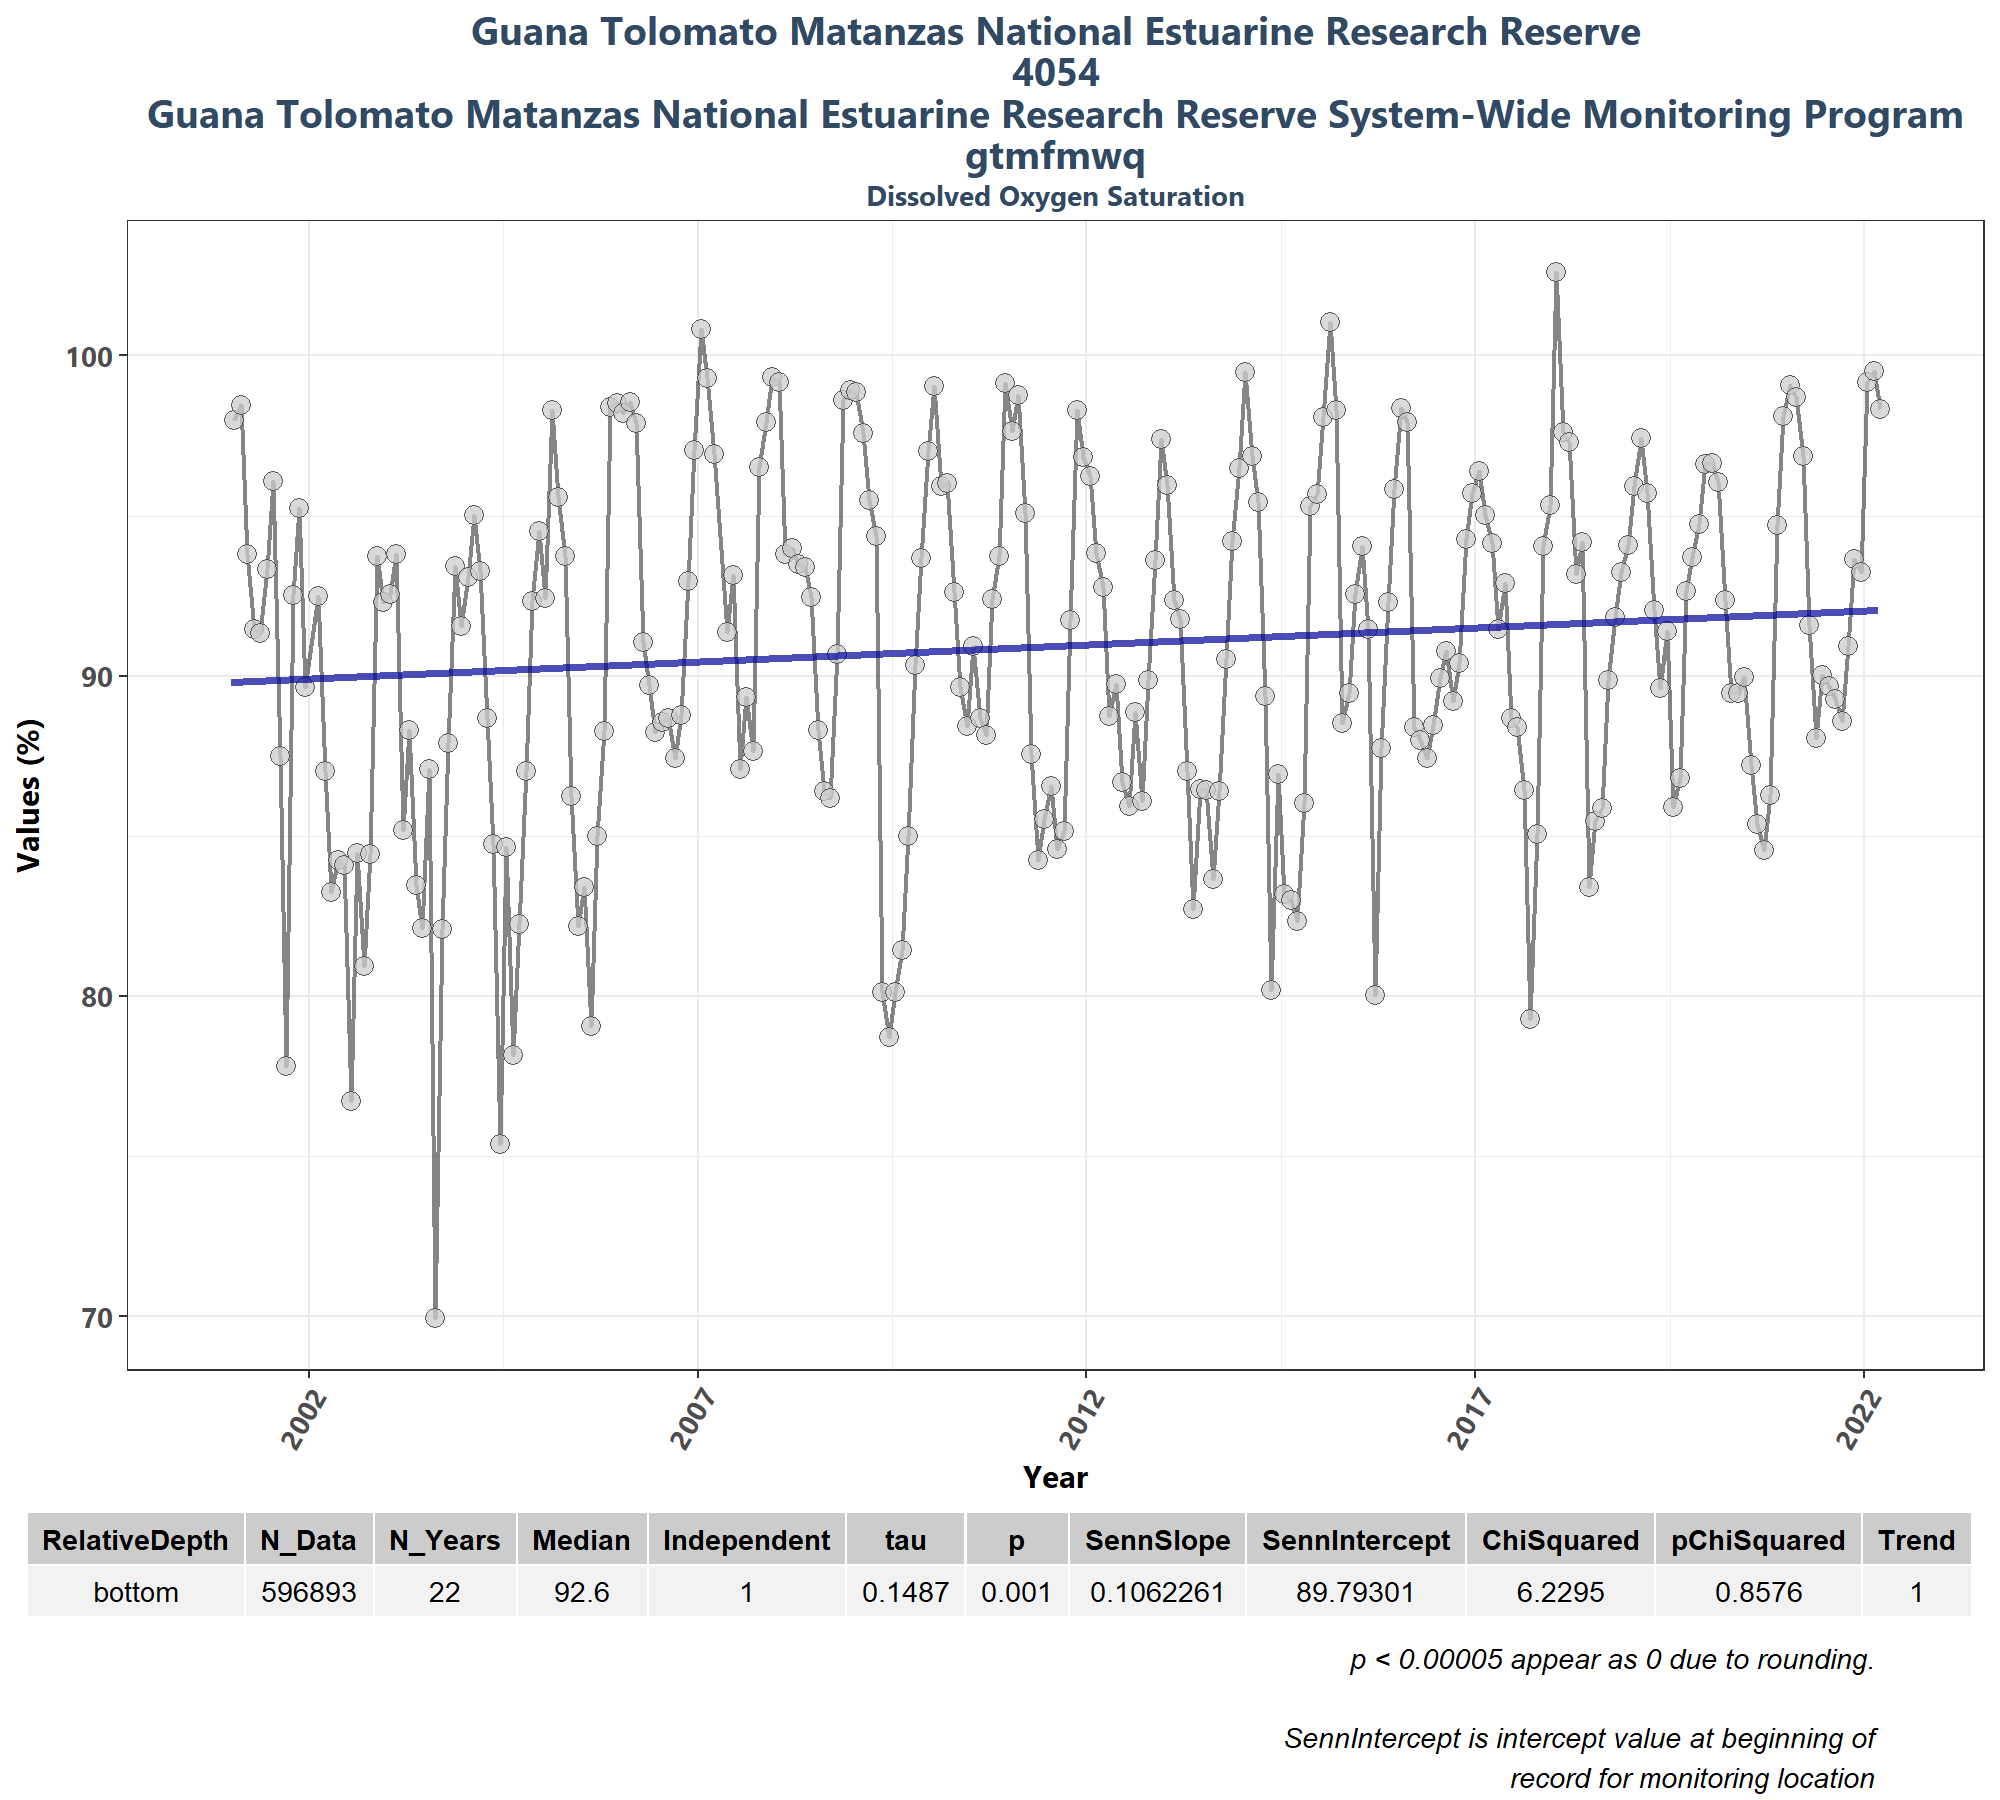 Guana Tolomato Matanzas National Estuarine Research Reserve
4054
Guana Tolomato Matanzas National Estuarine Research Reserve System-Wide Monitoring Program
gtmfmwq
Dissolved Oxygen Saturation
100
90
80
70
Values (%)
2002 2007 2012 2017 2022
Year
RelativeDepth N_Data N_Years Median Independent tau p SennSlope SennIntercept ChiSquared pChiSquared Trend
bottom 596893 22 92.6 1 0.1487 0.001 0.1062261 89.79301 6.2295 0.8576 1
p < 0.00005 appear as 0 due to rounding.
SennIntercept is intercept value at beginning of
record for monitoring location